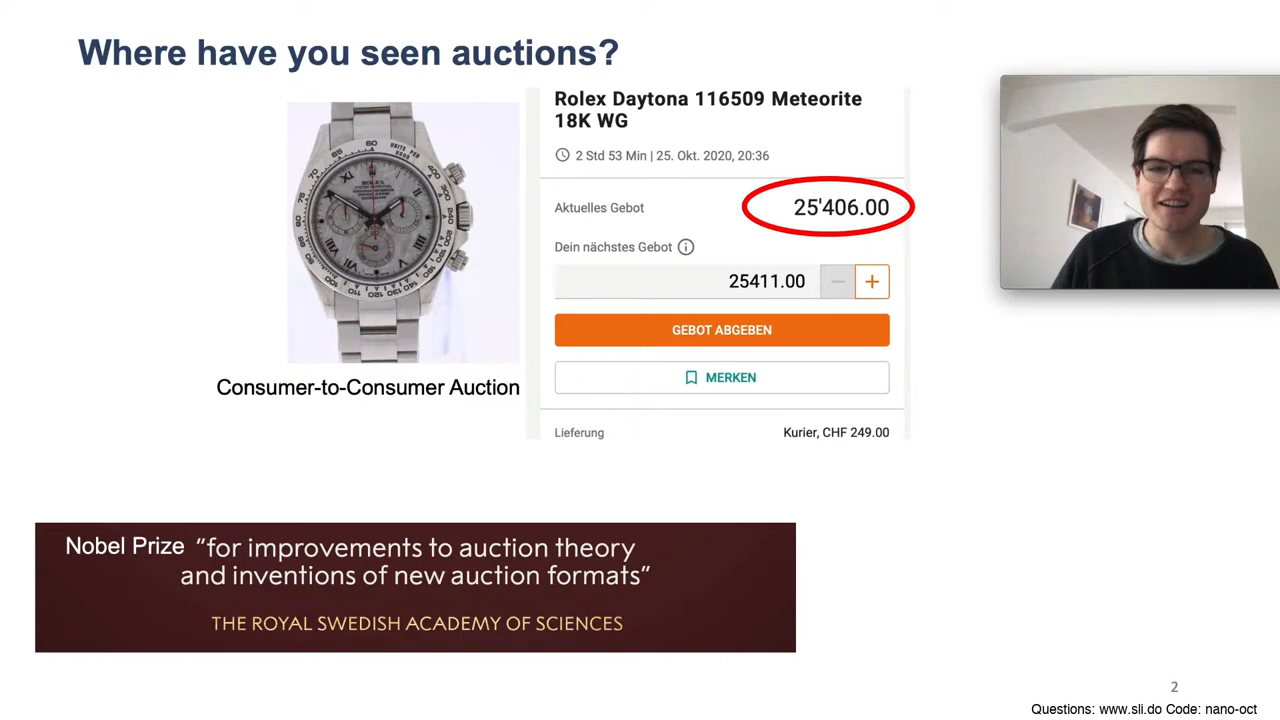 Where have you seen auctions?
Rolex Daytona 116509 Meteorite
18K WG
2 Std 53 Min | 25. Okt. 2020, 20:36
Aktuelles Gebot
25'406.00
Dein nächstes Gebot
25411.00
GEBOT ABGEBEN
MERKEN
Lieferung
Kurier, CHF 249.00
Consumer-to-Consumer Auction
Nobel Prize "for improvements to auction theory
and inventions of new auction formats"
THE ROYAL SWEDISH ACADEMY OF SCIENCES
2
Questions: www.sli.do Code: nano-oct